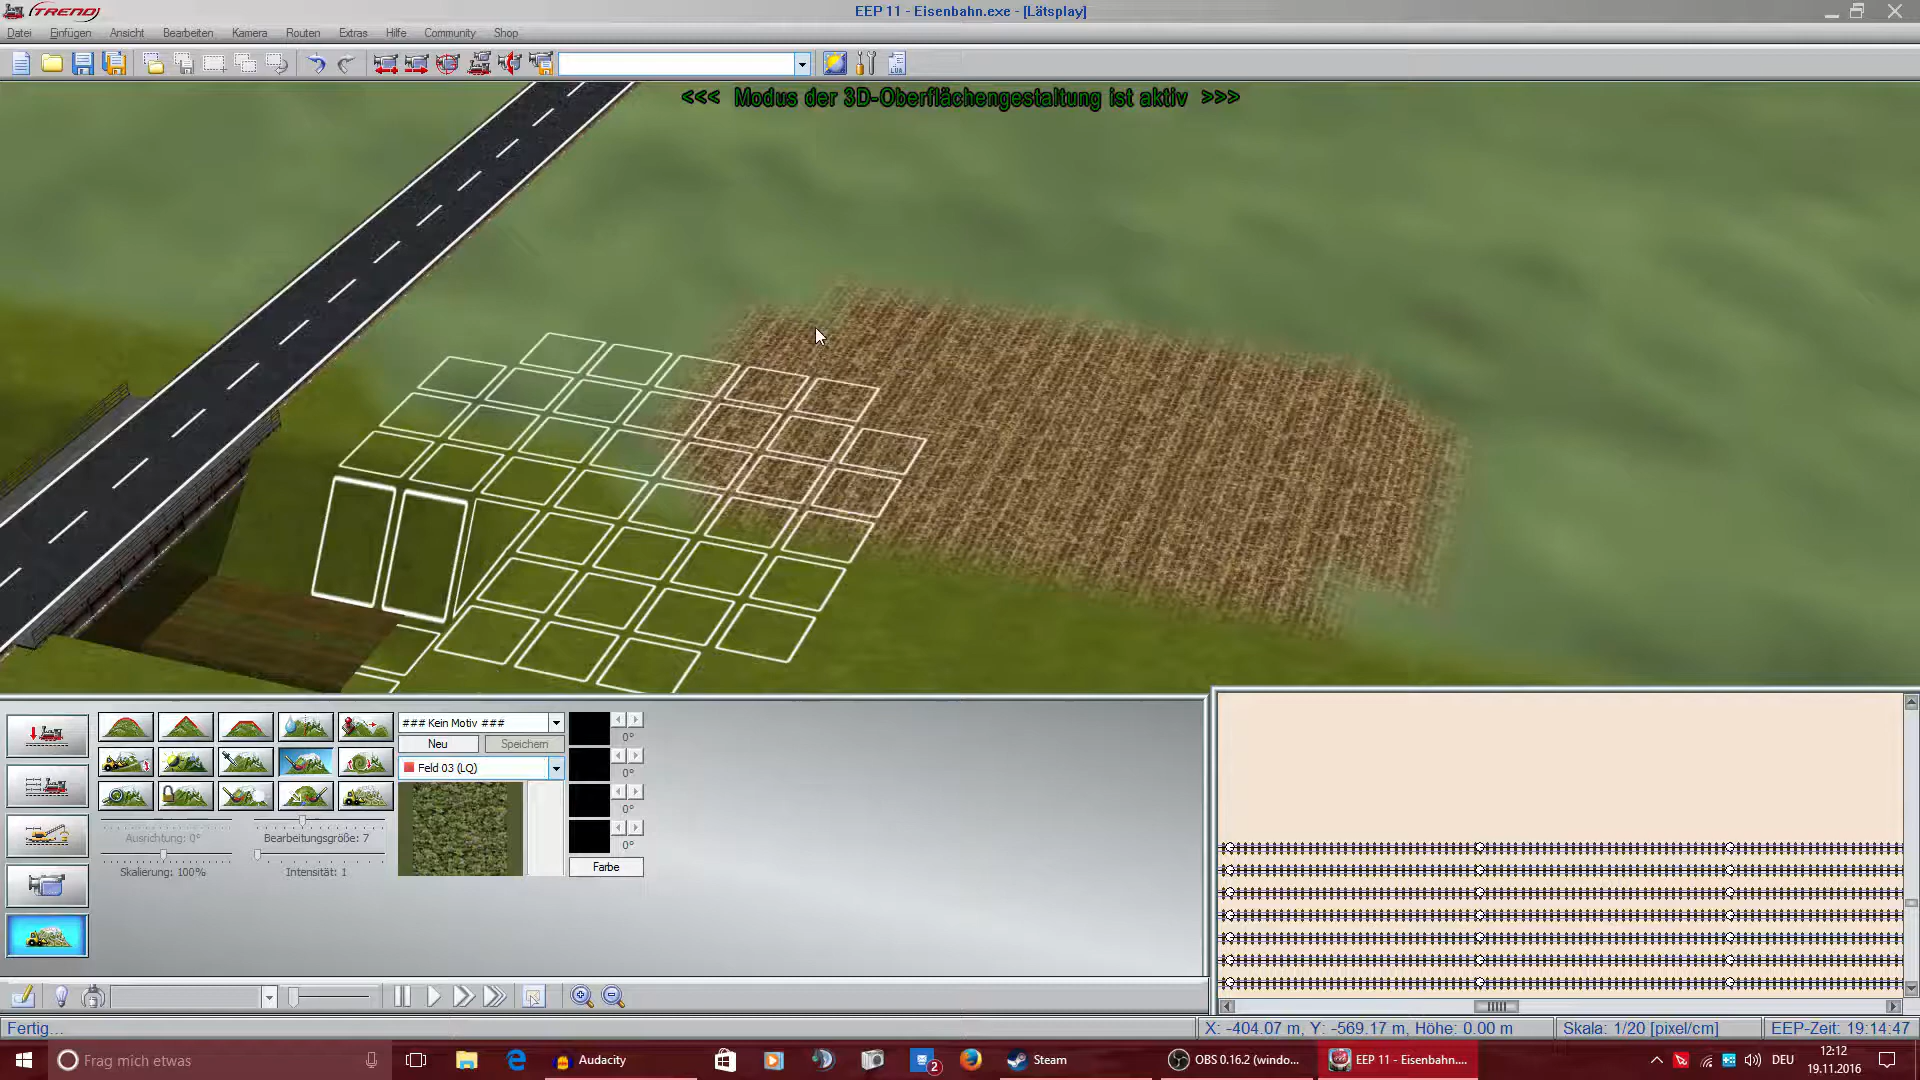 TREND
EEP 11 - Eisenbahn.exe - [Lätsplay]
Datei Einfügen Ansicht Bearbeiten Kamera Routen Extras Hilfe Community Shop
LUA
<<< Modus der 3D-Oberflächengestaltung ist aktiv >>>
### Kein Motiv ###
Neu Speichern
Feld 03 (LQ)
0°
0°
0°
0°
Ausrichtung: 0° Bearbeitungsgröße: 7
Farbe
Skalierung: 100% Intensität: 1
Fertig...
X: -404.07 m, Y: -569.17 m, Höhe: 0.00 m Skala: 1/20 [pixel/cm] EEP-Zeit: 19:14:47
Frag mich etwas Audacity 2 Steam OBS 0.16.2 (windo... EEP 11 - Eisenbahn.... DEU 12:12
19.11.2016